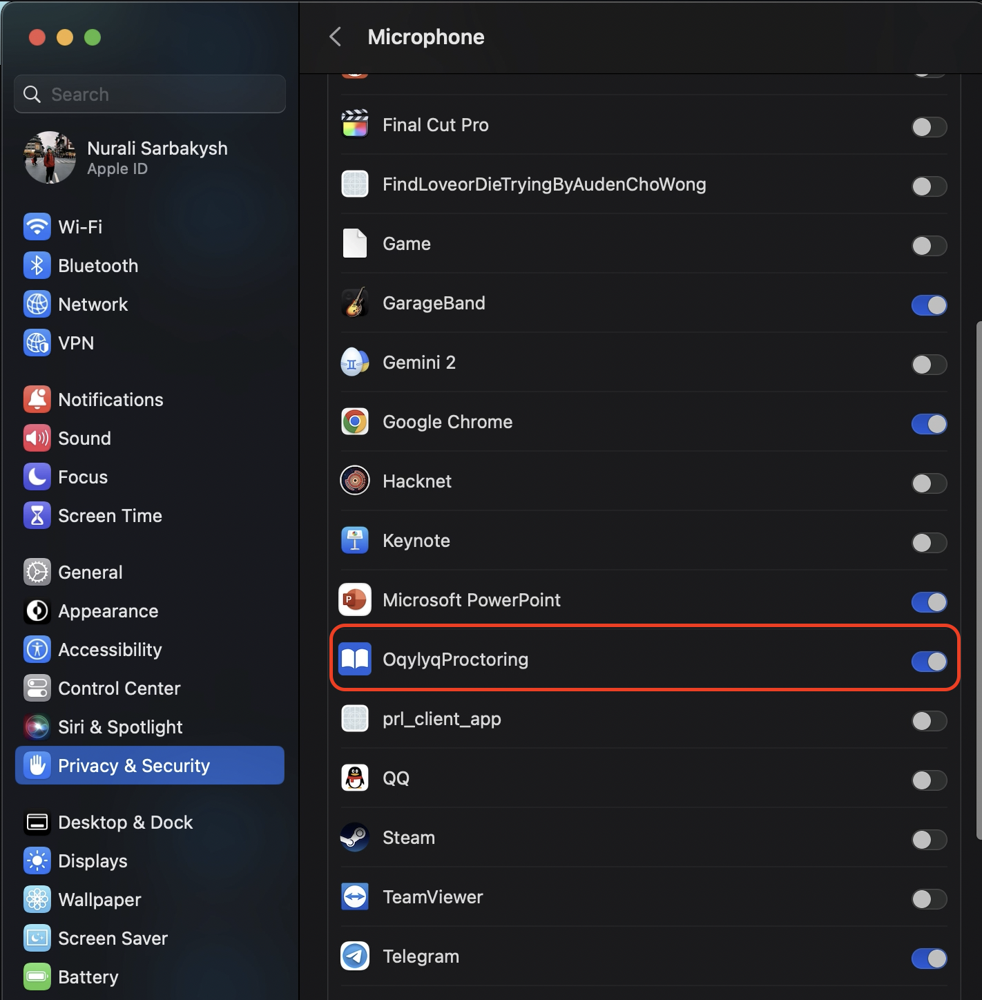 Microphone
Search
Nurali Sarbakysh
Apple ID
Wi-Fi
Bluetooth
Network
VPN
Notifications
Sound
Focus
Screen Time
General
Appearance
Accessibility
Control Center
Siri & Spotlight
Privacy & Security
Desktop & Dock
Displays
Wallpaper
Screen Saver
Battery
Final Cut Pro
FindLoveorDieTryingByAudenChoWong
Game
GarageBand
Gemini 2
Google Chrome
Hacknet
Keynote
Microsoft PowerPoint
OqylyqProctoring
prl_client_app
QQ
Steam
TeamViewer
Telegram